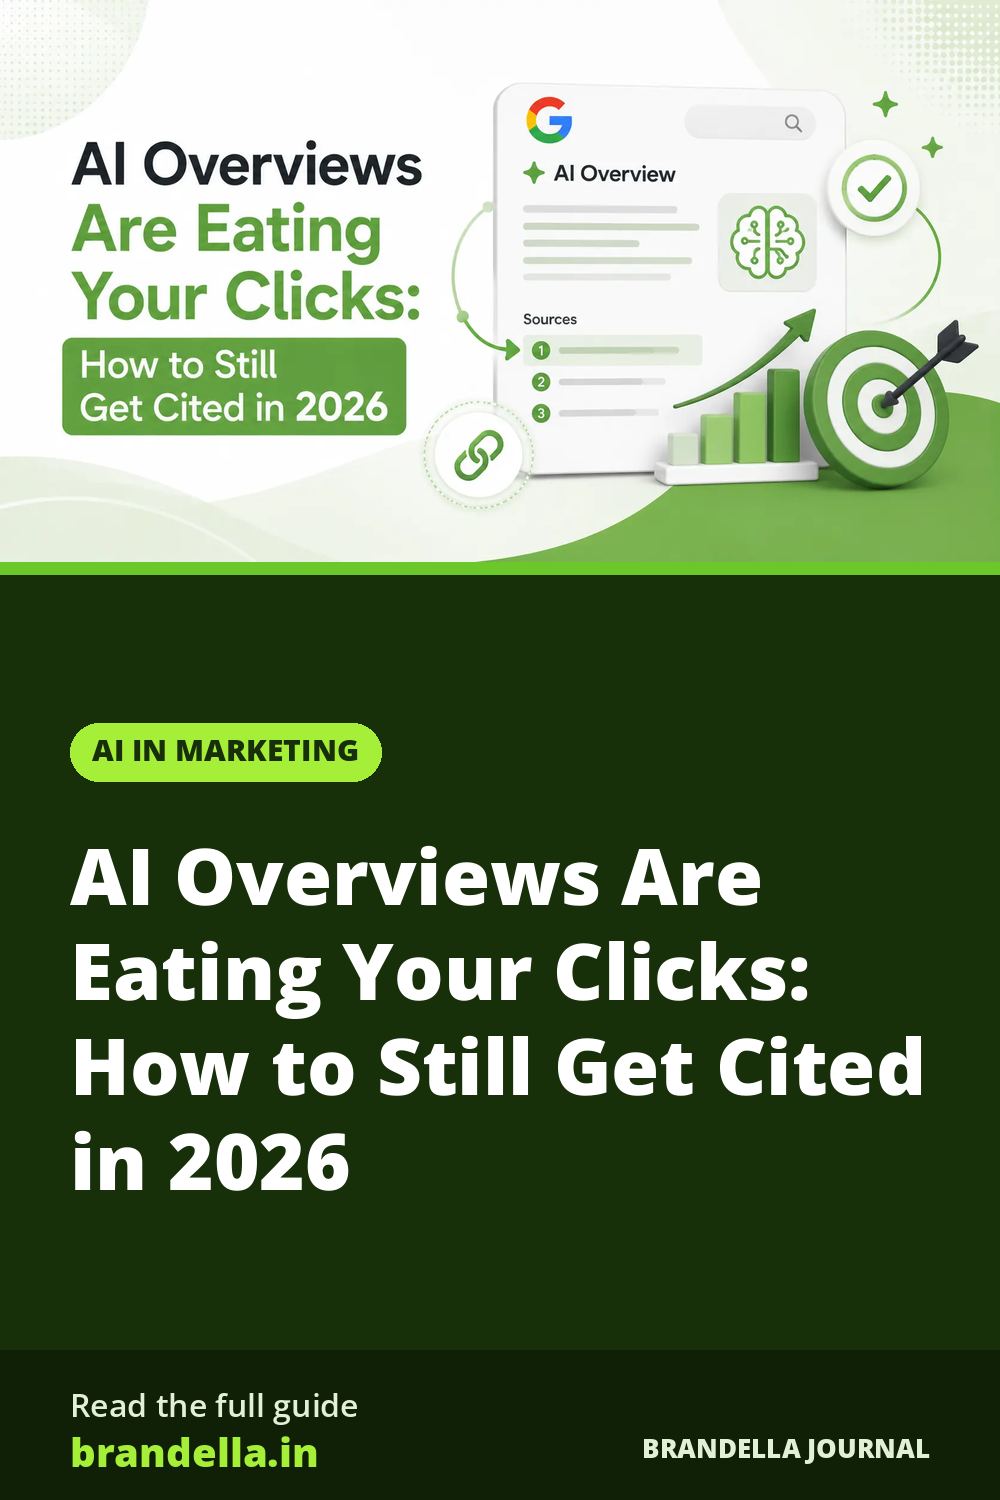 AI Overviews
Are Eating
Your Clicks:
How to Still
Get Cited in 2026
G
AI Overview
Sources
1
2
3
AI IN MARKETING
AI Overviews Are
Eating Your Clicks:
How to Still Get Cited
in 2026
Read the full guide
brandella.in
BRANDELLA JOURNAL